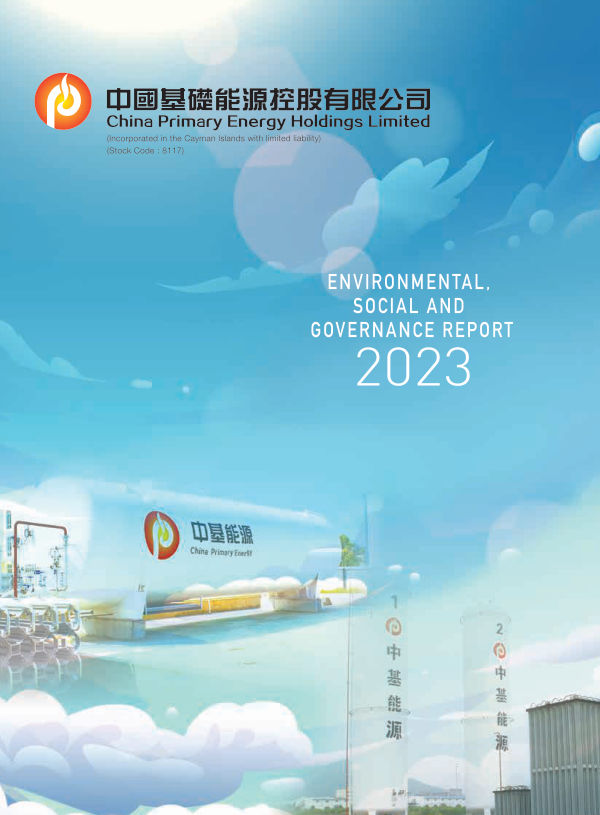 中國基礎能源控股有限公司
China Primary Energy Holdings Limited
(Incorporated in the Cayman Islands with limited liability)
(Stock Code : 8117)
ENVIRONMENTAL,
SOCIAL AND
GOVERNANCE REPORT
2023
中基能源
China Primary Energy
1
中基能源
2
中基能源